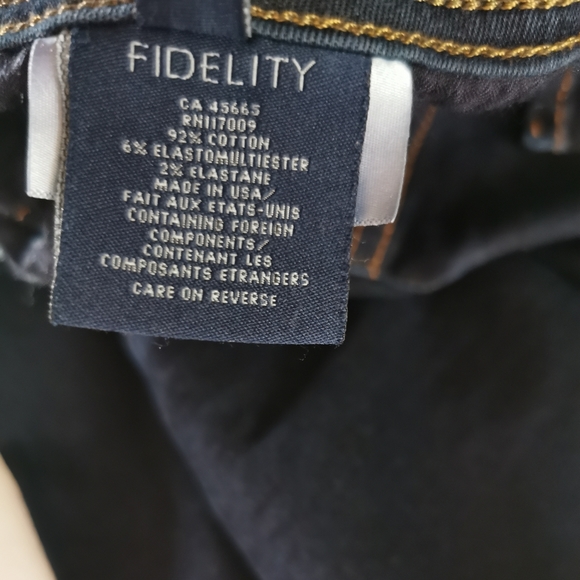 FIDELITY
CA 45665
RN117009
92% COTTON
6% ELASTOMULTIESTER
2% ELASTANE
MADE IN USA/
FAIT AUX ETATS-UNIS
CONTAINING FOREIGN
COMPONENTS/
CONTENANT LES
COMPOSANTS ETRANGERS
CARE ON REVERSE